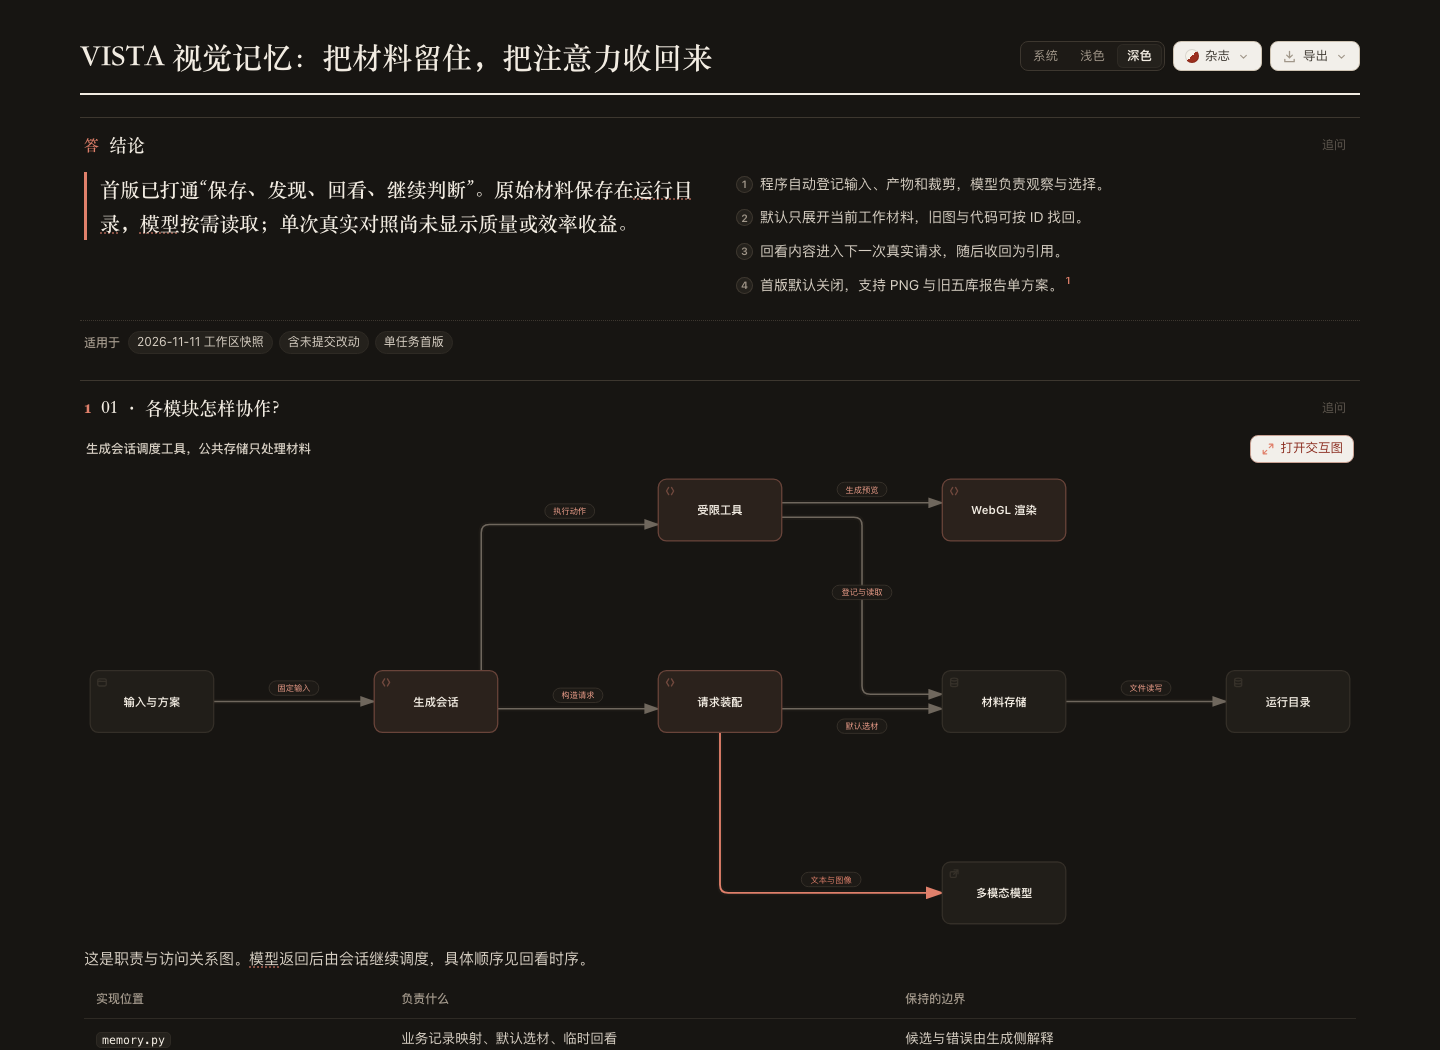 VISTA 视觉记忆：把材料留住，把注意力收回来
系统 浅色 深色 杂志 导出
答 结论 追问
首版已打通“保存、发现、回看、继续判断”。原始材料保存在运行目
录，模型按需读取；单次真实对照尚未显示质量或效率收益。
1 程序自动登记输入、产物和裁剪，模型负责观察与选择。
2 默认只展开当前工作材料，旧图与代码可按 ID 找回。
3 回看内容进入下一次真实请求，随后收回为引用。
4 首版默认关闭，支持 PNG 与旧五库报告单方案。1
适用于 2026-11-11 工作区快照 含未提交改动 单任务首版
1 01 · 各模块怎样协作？ 追问
生成会话调度工具，公共存储只处理材料 打开交互图
生成预览
执行动作 受限工具 WebGL 渲染
登记与读取
固定输入 构造请求 文件读写
输入与方案 生成会话 请求装配 材料存储 运行目录
默认选材
文本与图像
多模态模型
这是职责与访问关系图。模型返回后由会话继续调度，具体顺序见回看时序。
实现位置 负责什么 保持的边界
memory.py 业务记录映射、默认选材、临时回看 候选与错误由生成侧解释